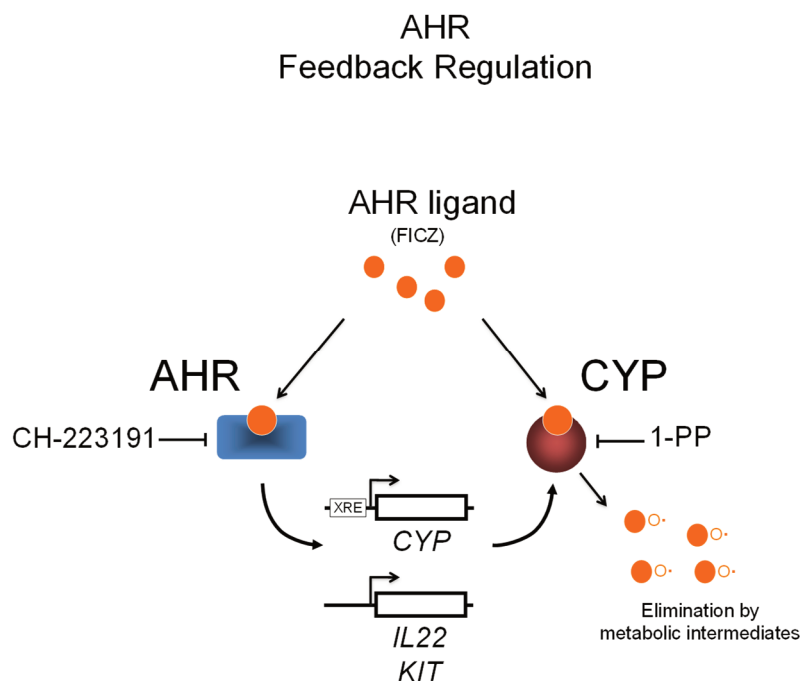 AHR
Feedback Regulation
AHR ligand
(FICZ)
AHR
CYP
CH-223191
1-PP
XRE
CYP
O•
O•
O•
O•
IL22
KIT
Elimination by
metabolic intermediates